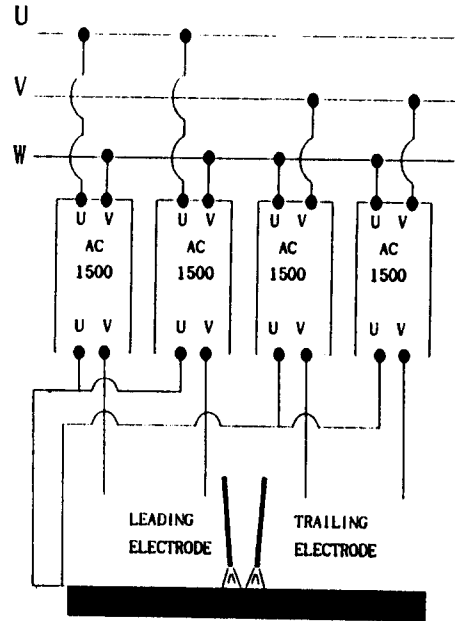 U
V
W
U V U V U V U V
AC AC AC AC
1500 1500 1500 1500
U V U V U V U V
LEADING TRAILING
ELECTRODE ELECTRODE